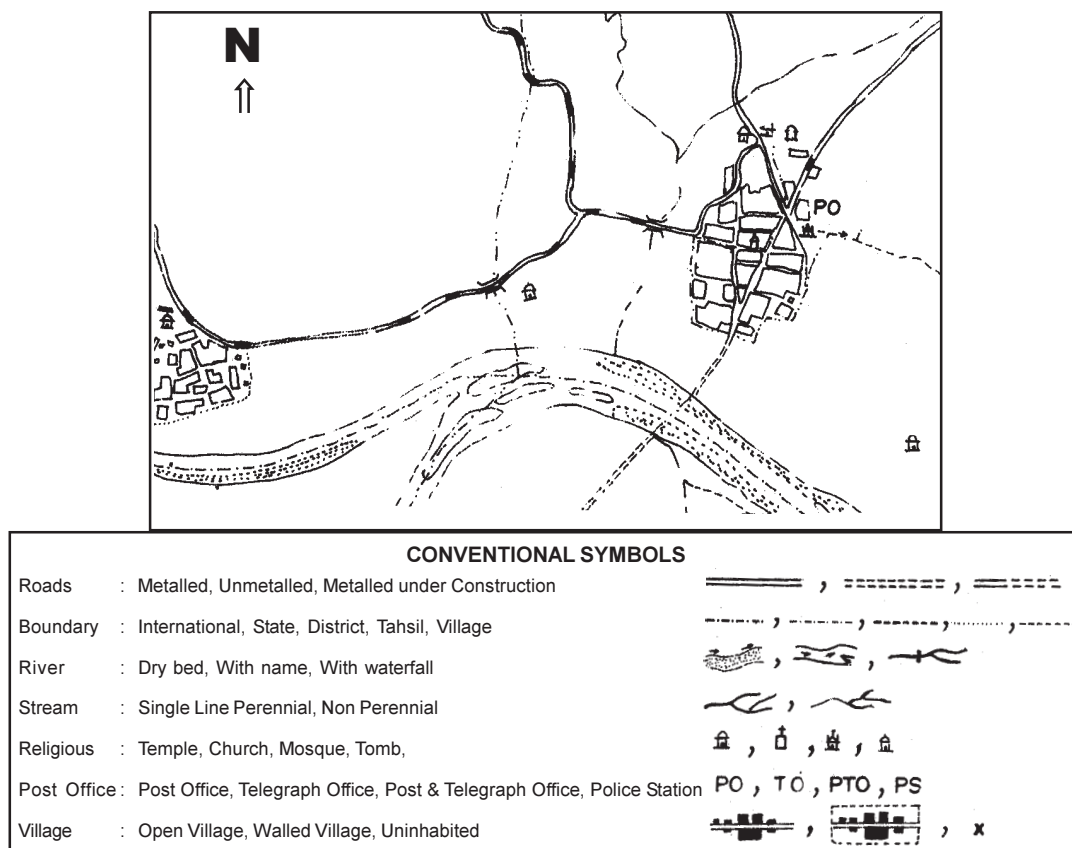 N
PO
CONVENTIONAL SYMBOLS
Roads : Metalled, Unmetalled, Metalled under Construction
Boundary : International, State, District, Tahsil, Village
River : Dry bed, With name, With waterfall
Stream : Single Line Perennial, Non Perennial
Religious : Temple, Church, Mosque, Tomb,
Post Office : Post Office, Telegraph Office, Post & Telegraph Office, Police Station PO , TO , PTO , PS
Village : Open Village, Walled Village, Uninhabited x